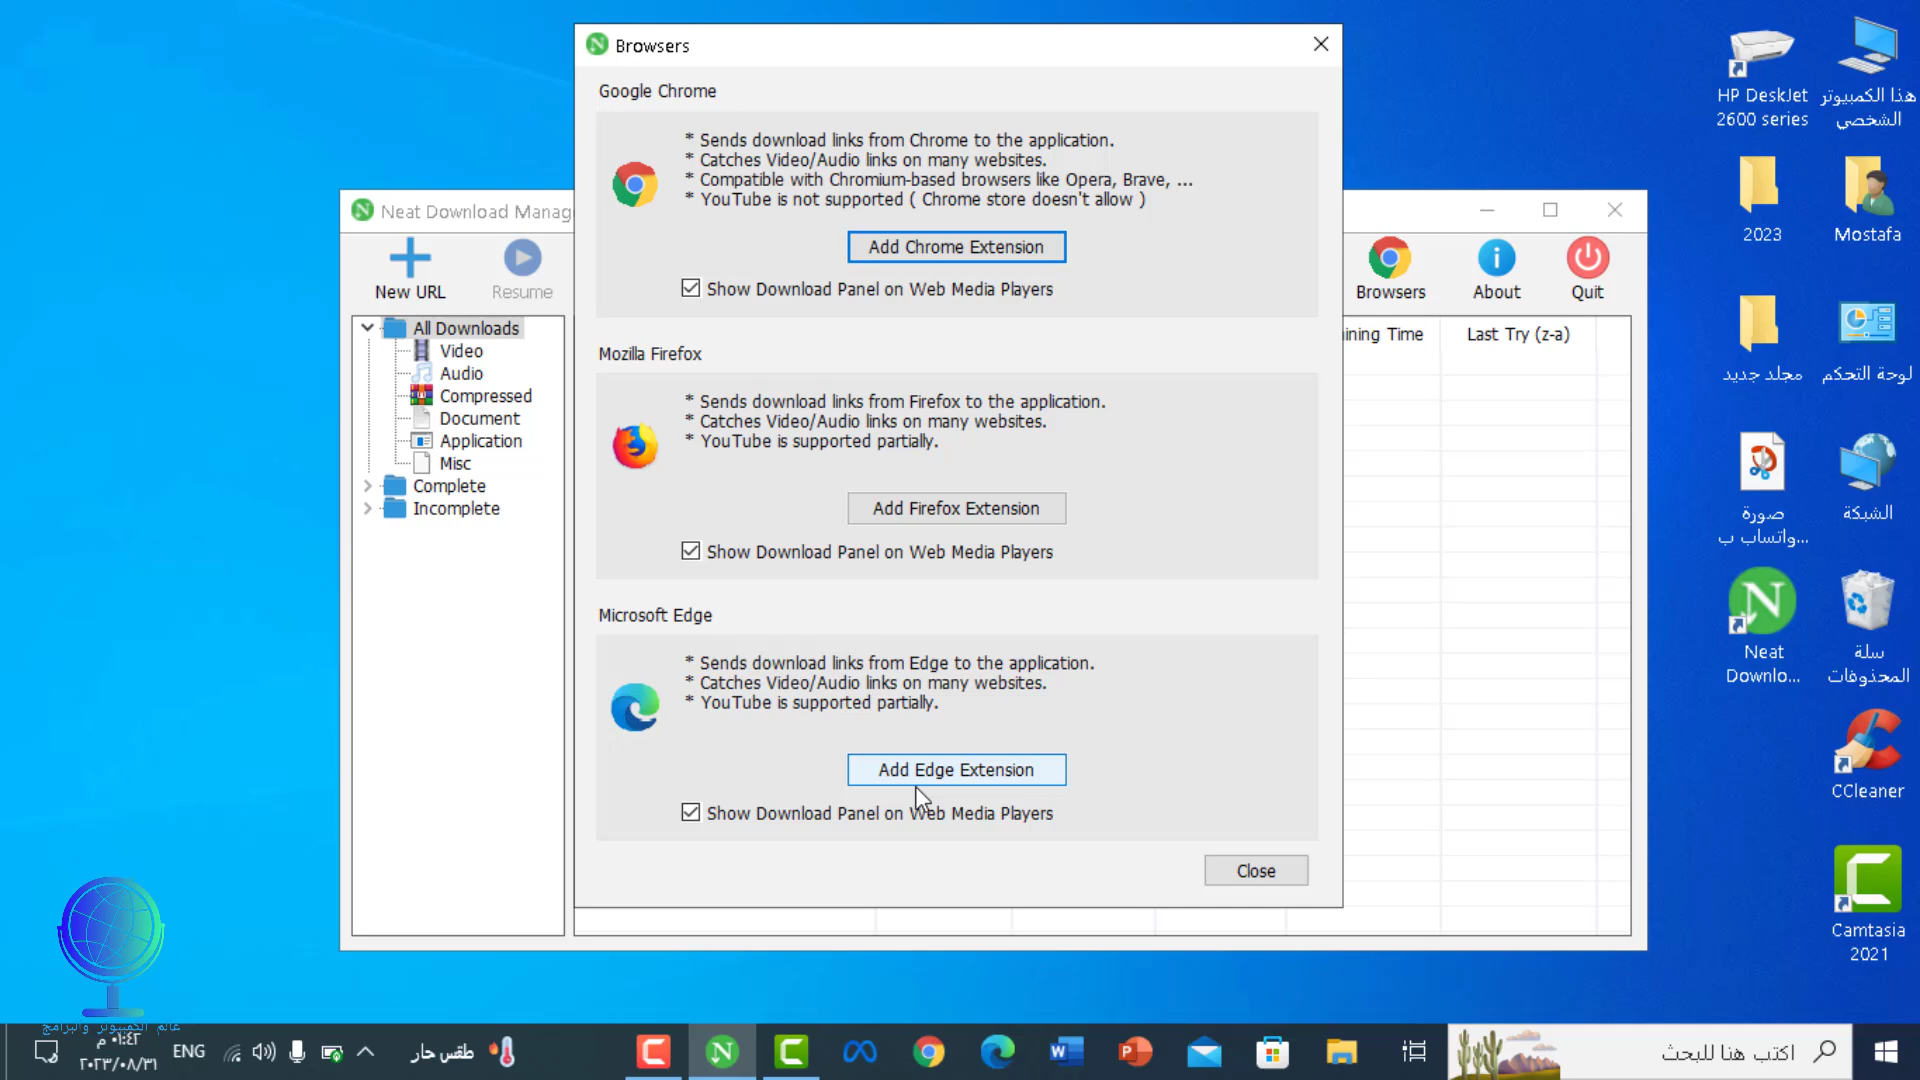 Browsers
Google Chrome
* Sends download links from Chrome to the application.
* Catches Video/Audio links on many websites.
* Compatible with Chromium-based browsers like Opera, Brave, ...
* YouTube is not supported ( Chrome store doesn't allow )
Add Chrome Extension
Show Download Panel on Web Media Players
Mozilla Firefox
* Sends download links from Firefox to the application.
* Catches Video/Audio links on many websites.
* YouTube is supported partially.
Add Firefox Extension
Show Download Panel on Web Media Players
Microsoft Edge
* Sends download links from Edge to the application.
* Catches Video/Audio links on many websites.
* YouTube is supported partially.
Add Edge Extension
Show Download Panel on Web Media Players
Close
Neat Download Manag
New URL
Resume
Browsers
About
Quit
All Downloads
Video
Audio
Compressed
Document
Application
Misc
Complete
Incomplete
ining Time
Last Try (z-a)
HP DeskJet
2600 series
هذا الكمبيوتر
الشخصي
2023
Mostafa
مجلد جديد
لوحة التحكم
صورة
واتساب ب...
الشبكة
Neat
Downlo...
سلة
المحذوفات
CCleaner
Camtasia
2021
عالم الكمبيوتر والبرامج
٠١:٤٢ م
٢٠٢٣/٠٨/٣١
ENG
طقس حار
اكتب هنا للبحث